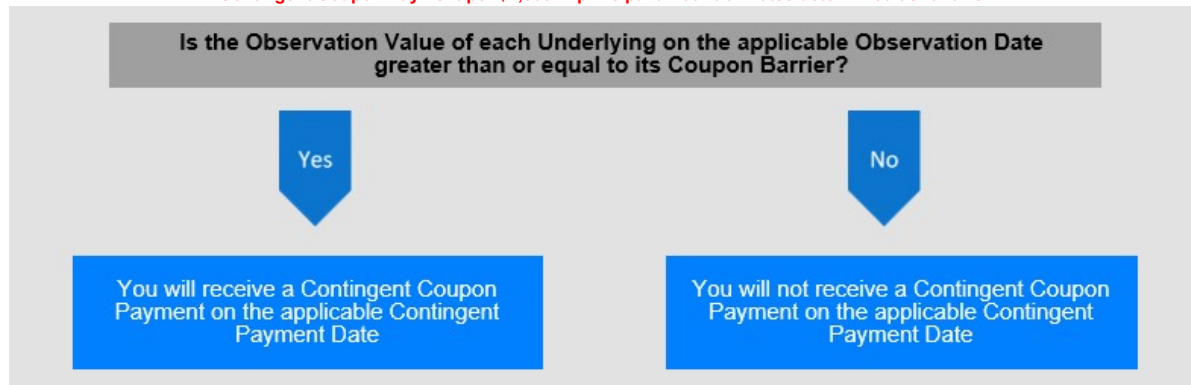 Is the Observation Value of each Underlying on the applicable Observation Date
greater than or equal to its Coupon Barrier?
Yes
No
You will receive a Contingent Coupon
Payment on the applicable Contingent
Payment Date
You will not receive a Contingent Coupon
Payment on the applicable Contingent
Payment Date